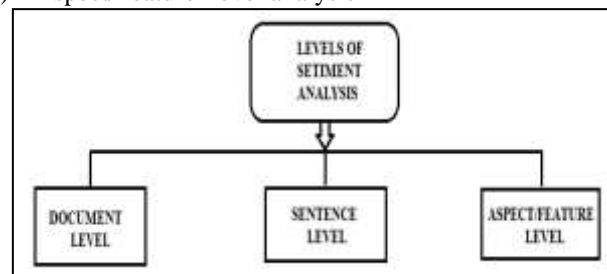 LEVELS OF
SETIMENT
ANALYSIS
DOCUMENT
LEVEL
SENTENCE
LEVEL
ASPECT/FEATURE
LEVEL